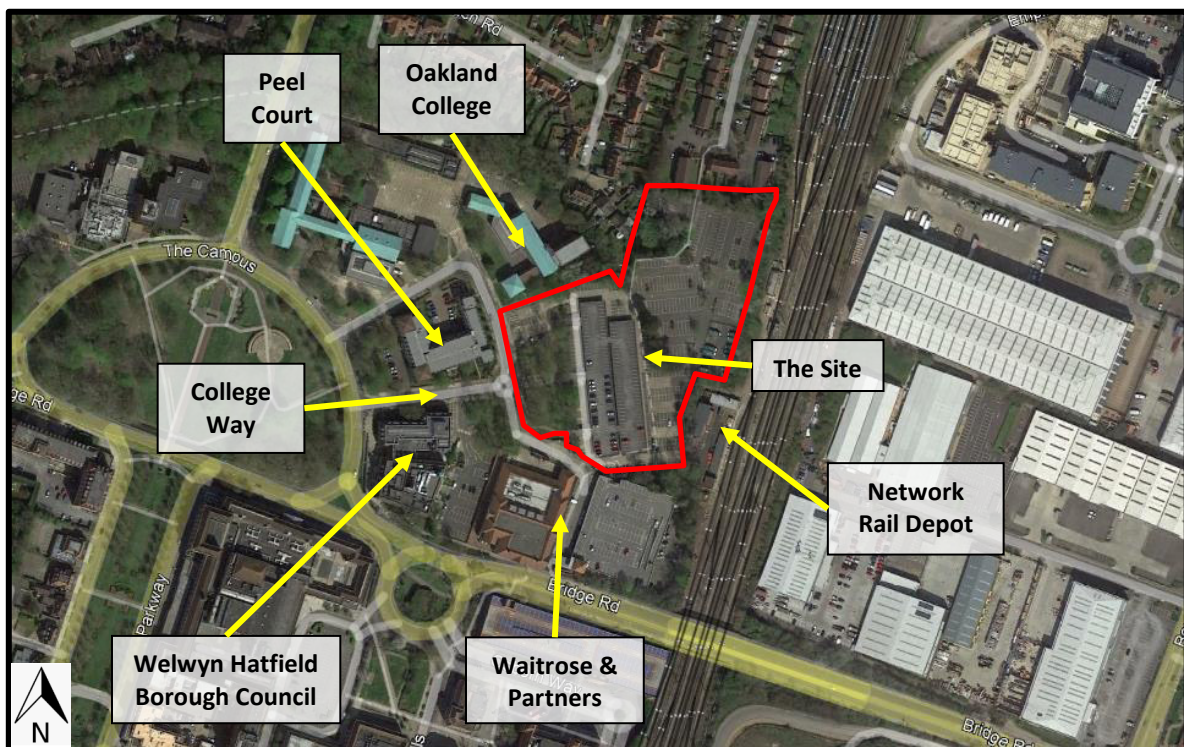 Peel
Court
Oakland
College
The Campus
College
Way
The Site
Network
Rail Depot
Parkway
Bridge Rd
Welwyn Hatfield
Borough Council
Waitrose &
Partners
Bridge Rd
N